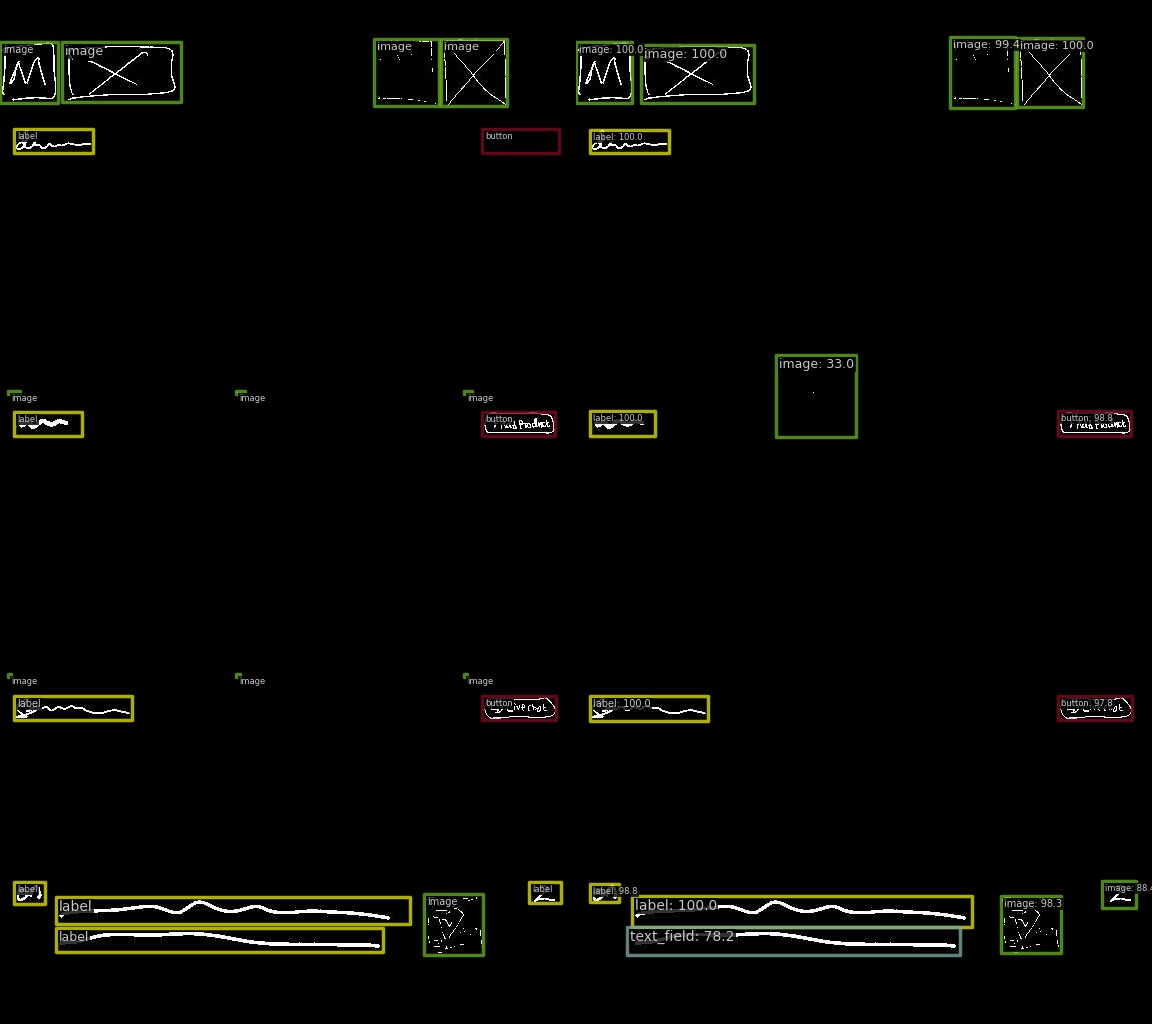 image image image image image: 100.0 image: 100.0 image: 99.4 image: 100.0
label button label: 100.0
image: 33.0
image image image
label button label: 100.0 button: 98.8
image image image
label button label: 100.0 button: 97.8
label label label: 98.8 image: 88.
label image label: 100.0 image: 98.3
label text_field: 78.2